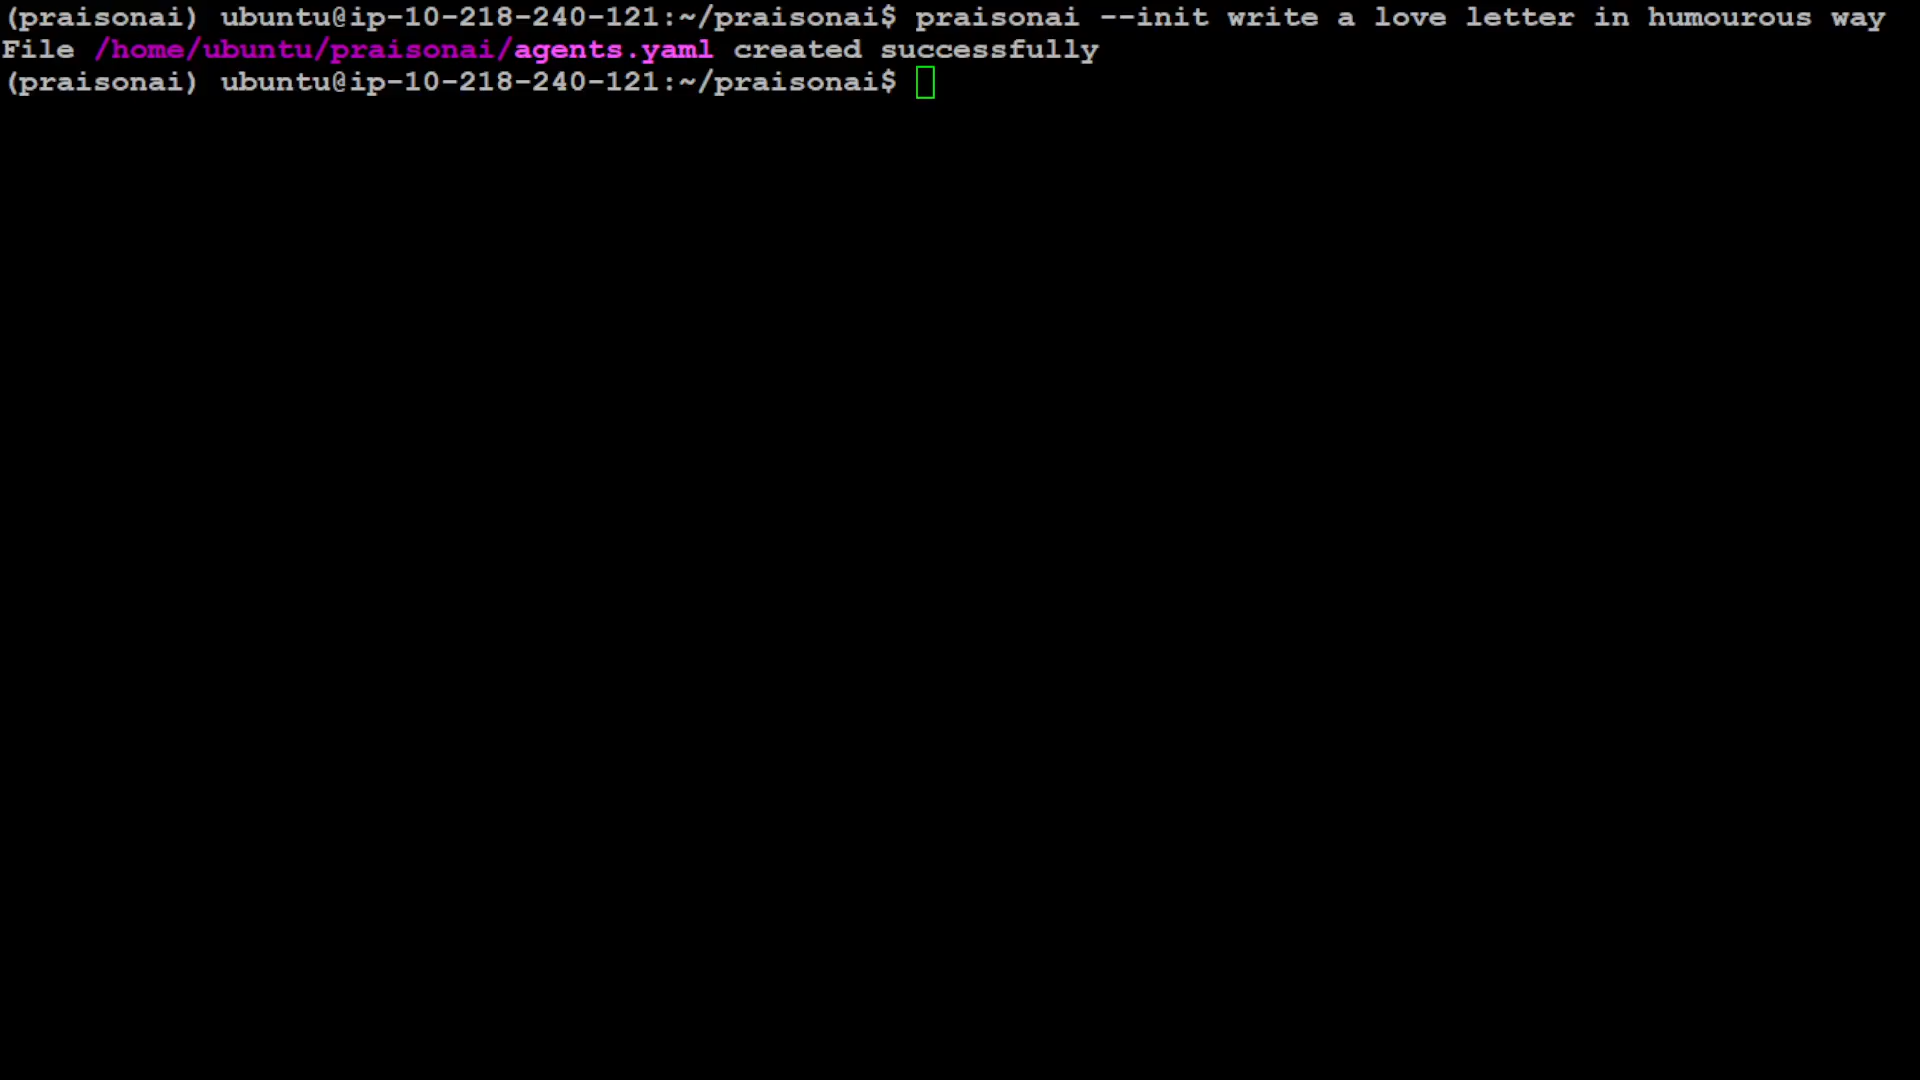 (praisonai) ubuntu@ip-10-218-240-121:~/praisonai$ praisonai --init write a love letter in humourous way
File /home/ubuntu/praisonai/agents.yaml created successfully
(praisonai) ubuntu@ip-10-218-240-121:~/praisonai$